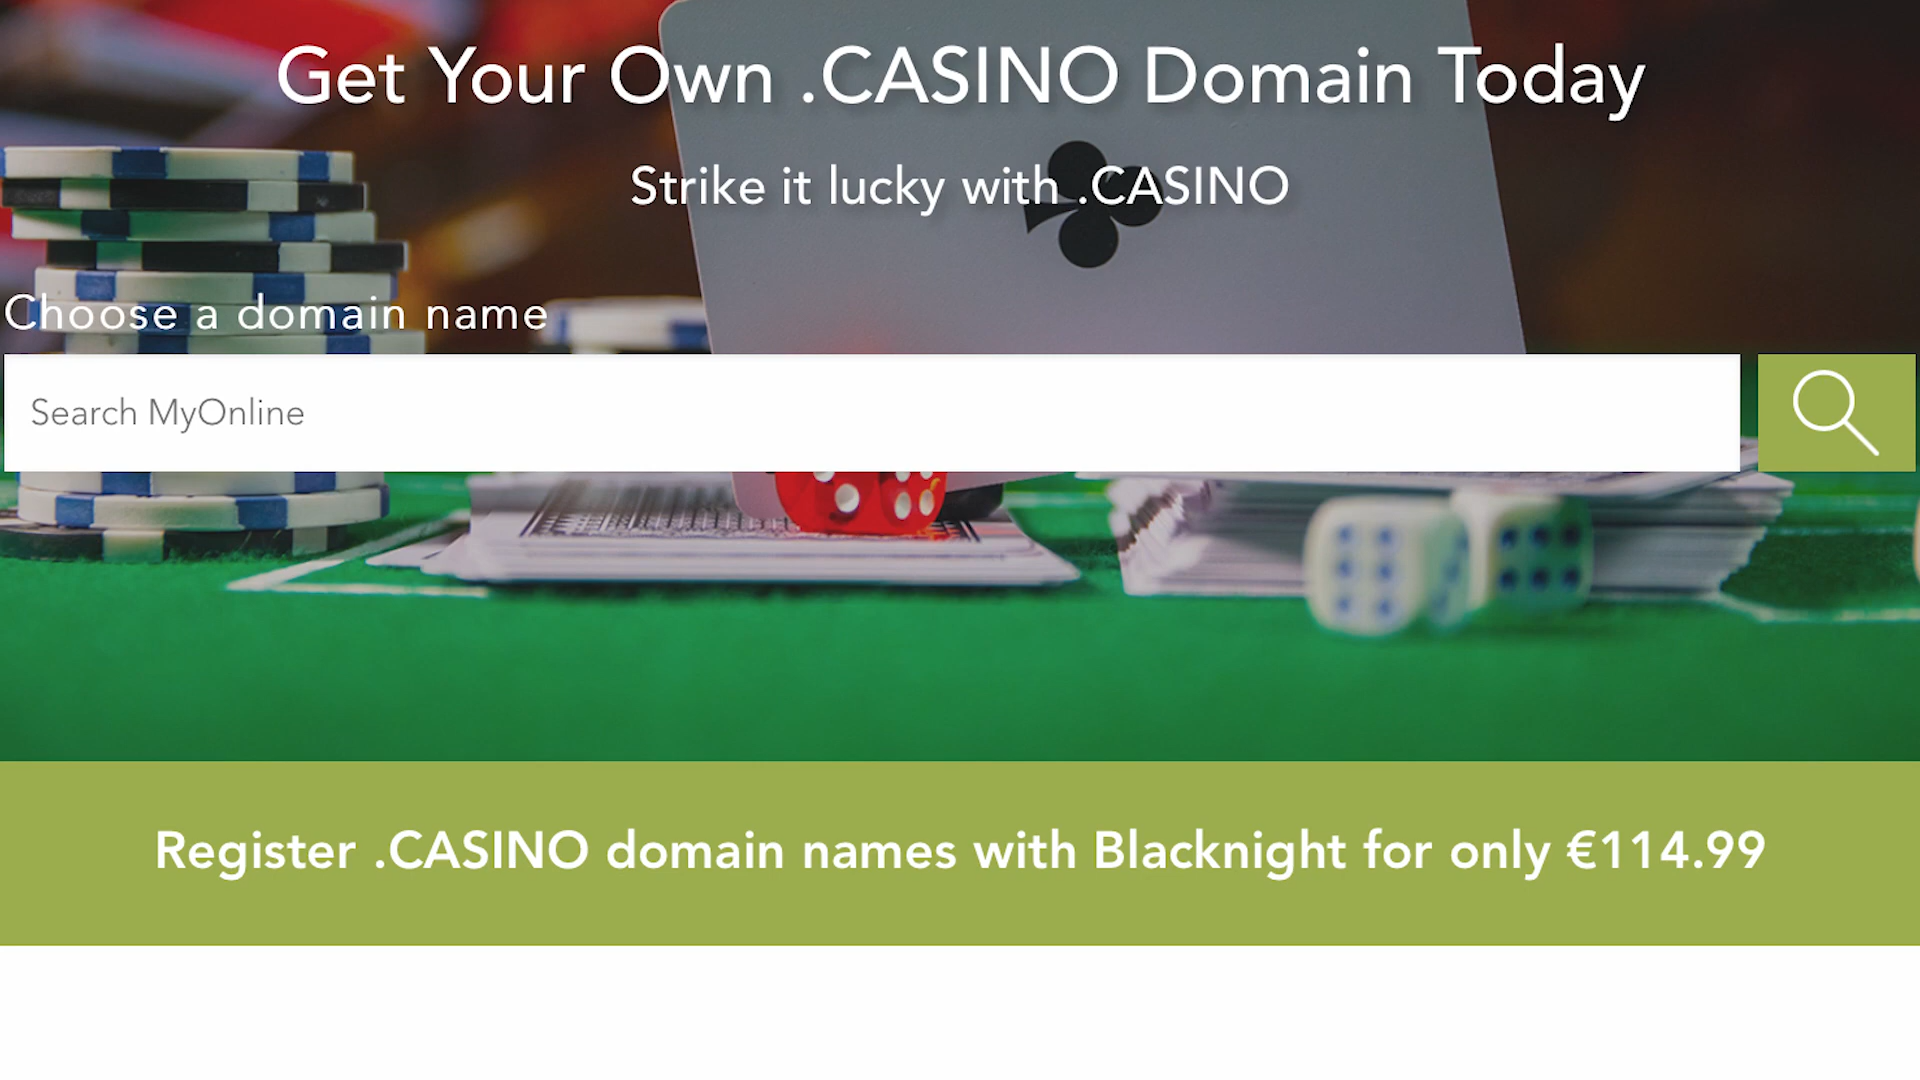 Get Your Own .CASINO Domain Today
Strike it lucky with .CASINO
Choose a domain name
Search MyOnline
Register .CASINO domain names with Blacknight for only €114.99